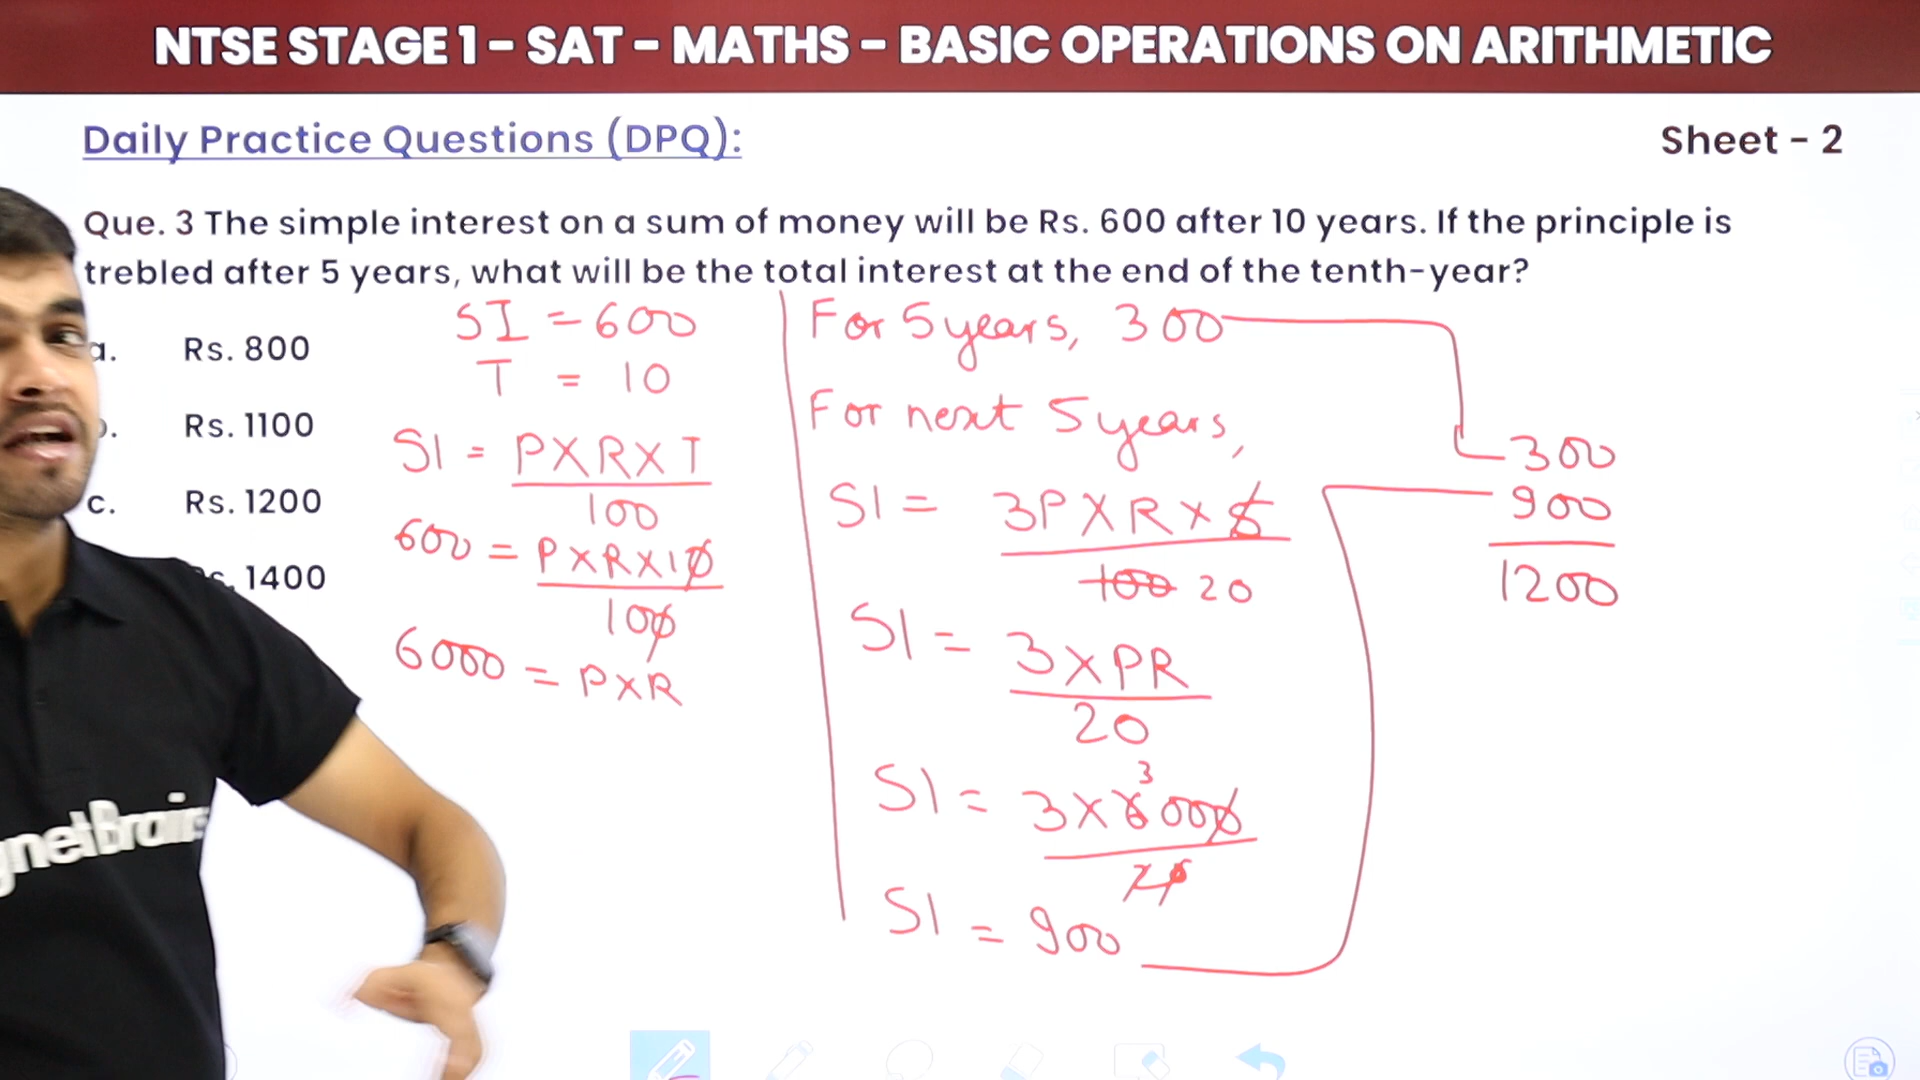 NTSE STAGE 1 – SAT – MATHS – BASIC OPERATIONS ON ARITHMETIC
Daily Practice Questions (DPQ):
Sheet - 2
Que. 3 The simple interest on a sum of money will be Rs. 600 after 10 years. If the principle is
trebled after 5 years, what will be the total interest at the end of the tenth-year?
a. Rs. 800
Rs. 1100
c. Rs. 1200
1400
SI = 600
T = 10
SI = P X R X T
100
600 = P X R X 10
100
6000 = P X R
For 5 years, 300
For next 5 years,
SI = 3P X R X 5
100 20
SI = 3 X PR
20
3
SI = 3 X 6000
SI = 900
300
900
1200
gnetBrains